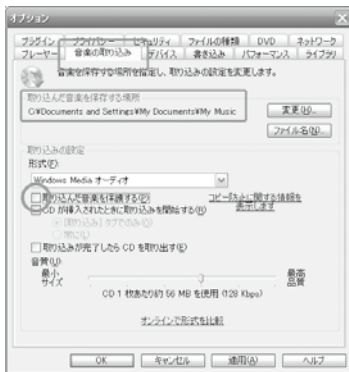 オプション
プラグイン プライバシー セキュリティ ファイルの種類 DVD ネットワーク
プレーヤー 音楽の取り込み デバイス 書き込み パフォーマンス ライブラリ
音楽を保存する場所を指定し、取り込みの設定を変更します。
取り込んだ音楽を保存する場所
C:¥Documents and Settings¥My Documents¥My Music
変更(H)...
ファイル名(N)...
取り込みの設定
形式(F):
Windows Media オーディオ
取り込んだ音楽を保護する(P)
コピー防止に関する情報を
表示します
CD が挿入されたときに取り込みを開始する(R)
[取り込み] タブでのみ(O)
常に(L)
取り込みが完了したら CD を取り出す(E)
音質(U):
最小
サイズ
最高
品質
CD 1 枚あたり約 56 MB を使用 (128 Kbps)
オンラインで形式を比較
OK キャンセル 適用(A) ヘルプ